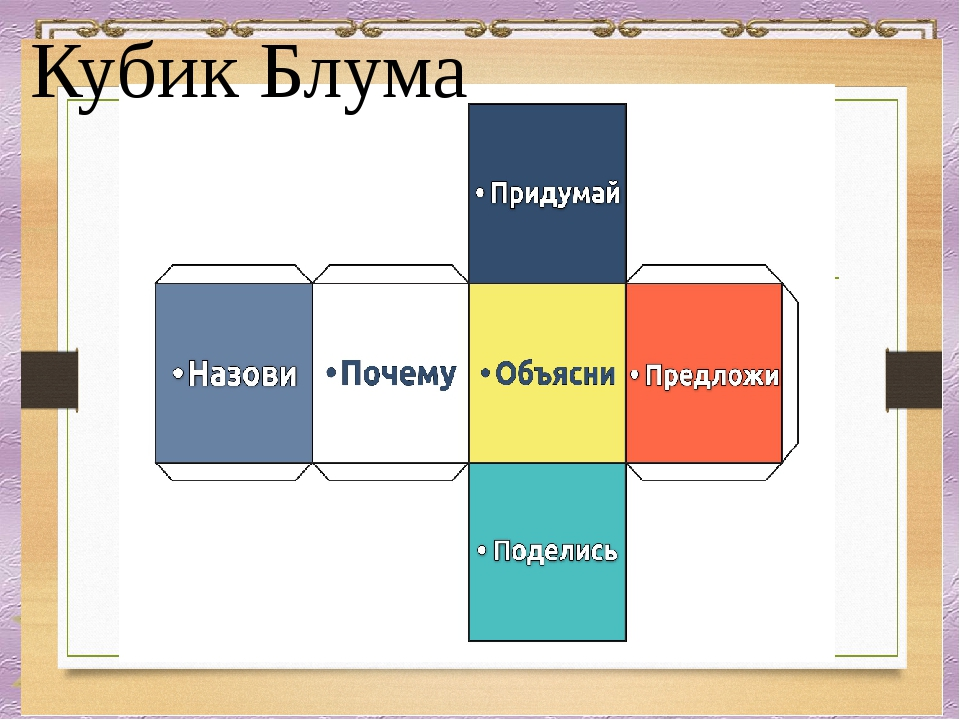 Кубик Блума
• Придумай
• Назови
• Почему
• Объясни
• Предложи
• Поделись